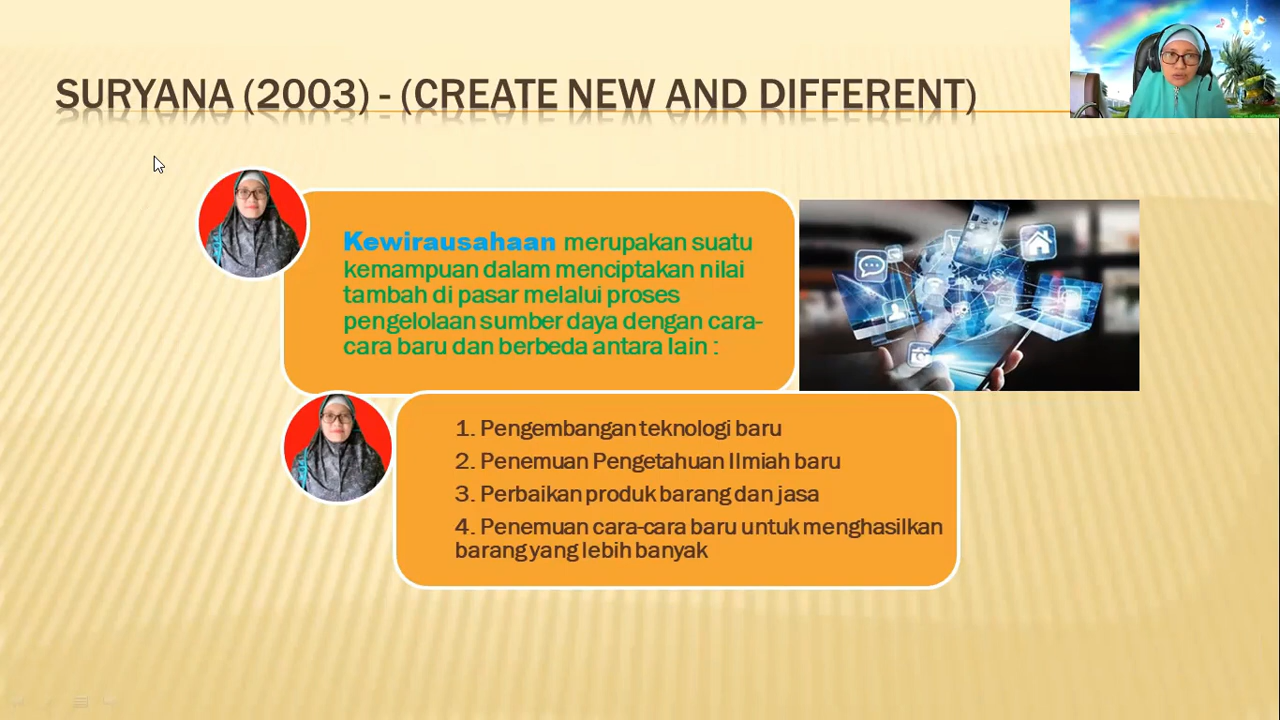 SURYANA (2003) - (CREATE NEW AND DIFFERENT)
Kewirausahaan merupakan suatu
kemampuan dalam menciptakan nilai
tambah di pasar melalui proses
pengelolaan sumber daya dengan cara-
cara baru dan berbeda antara lain :
1. Pengembangan teknologi baru
2. Penemuan Pengetahuan Ilmiah baru
3. Perbaikan produk barang dan jasa
4. Penemuan cara-cara baru untuk menghasilkan
barang yang lebih banyak